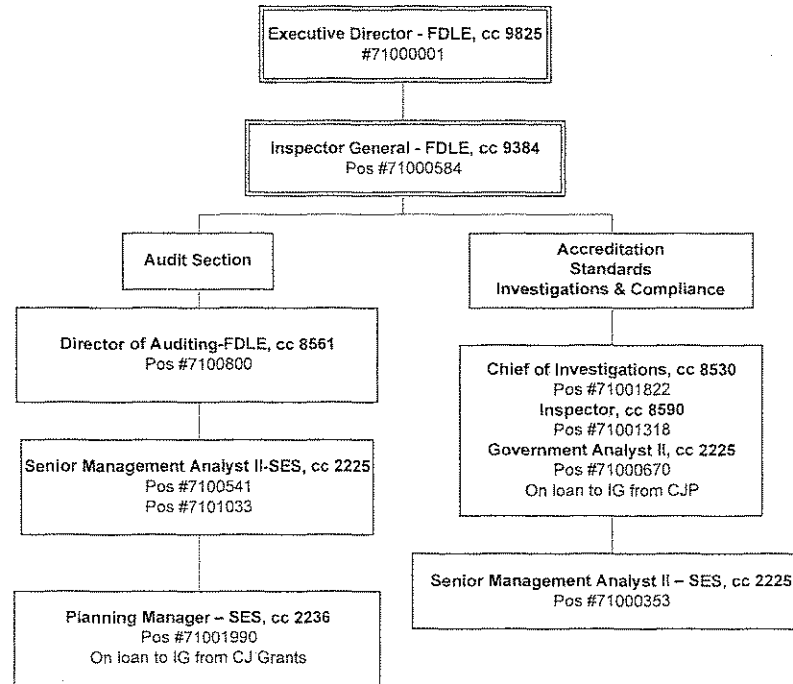 Executive Director - FDLE, cc 9825
#71000001
Inspector General - FDLE, cc 9384
Pos #71000584
Audit Section
Director of Auditing-FDLE, cc 8561
Pos #7100800
Senior Management Analyst II-SES, cc 2225
Pos #7100541
Pos #7101033
Planning Manager – SES, cc 2236
Pos #71001990
On loan to IG from CJ Grants
Accreditation
Standards
Investigations & Compliance
Chief of Investigations, cc 8530
Pos #71001822
Inspector, cc 8590
Pos #71001318
Government Analyst II, cc 2225
Pos #71000670
On loan to IG from CJP
Senior Management Analyst II – SES, cc 2225
Pos #71000353